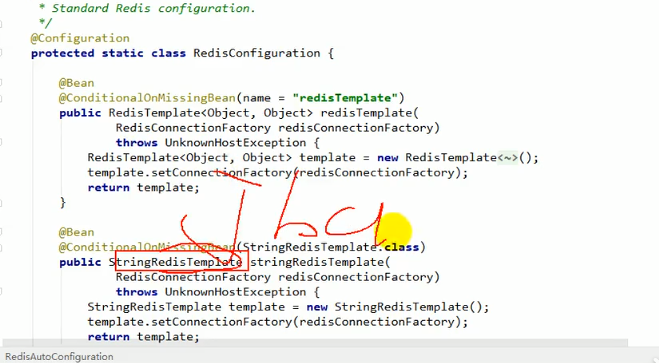 * Standard Redis configuration.
*/
@Configuration
protected static class RedisConfiguration {
@Bean
@ConditionalOnMissingBean(name = "redisTemplate")
public RedisTemplate<Object, Object> redisTemplate(
RedisConnectionFactory redisConnectionFactory)
throws UnknownHostException {
RedisTemplate<Object, Object> template = new RedisTemplate<~>();
template.setConnectionFactory(redisConnectionFactory);
return template;
}
@Bean
@ConditionalOnMissingBean(StringRedisTemplate.class)
public StringRedisTemplate stringRedisTemplate(
RedisConnectionFactory redisConnectionFactory)
throws UnknownHostException {
StringRedisTemplate template = new StringRedisTemplate();
template.setConnectionFactory(redisConnectionFactory);
return template;
RedisAutoConfiguration